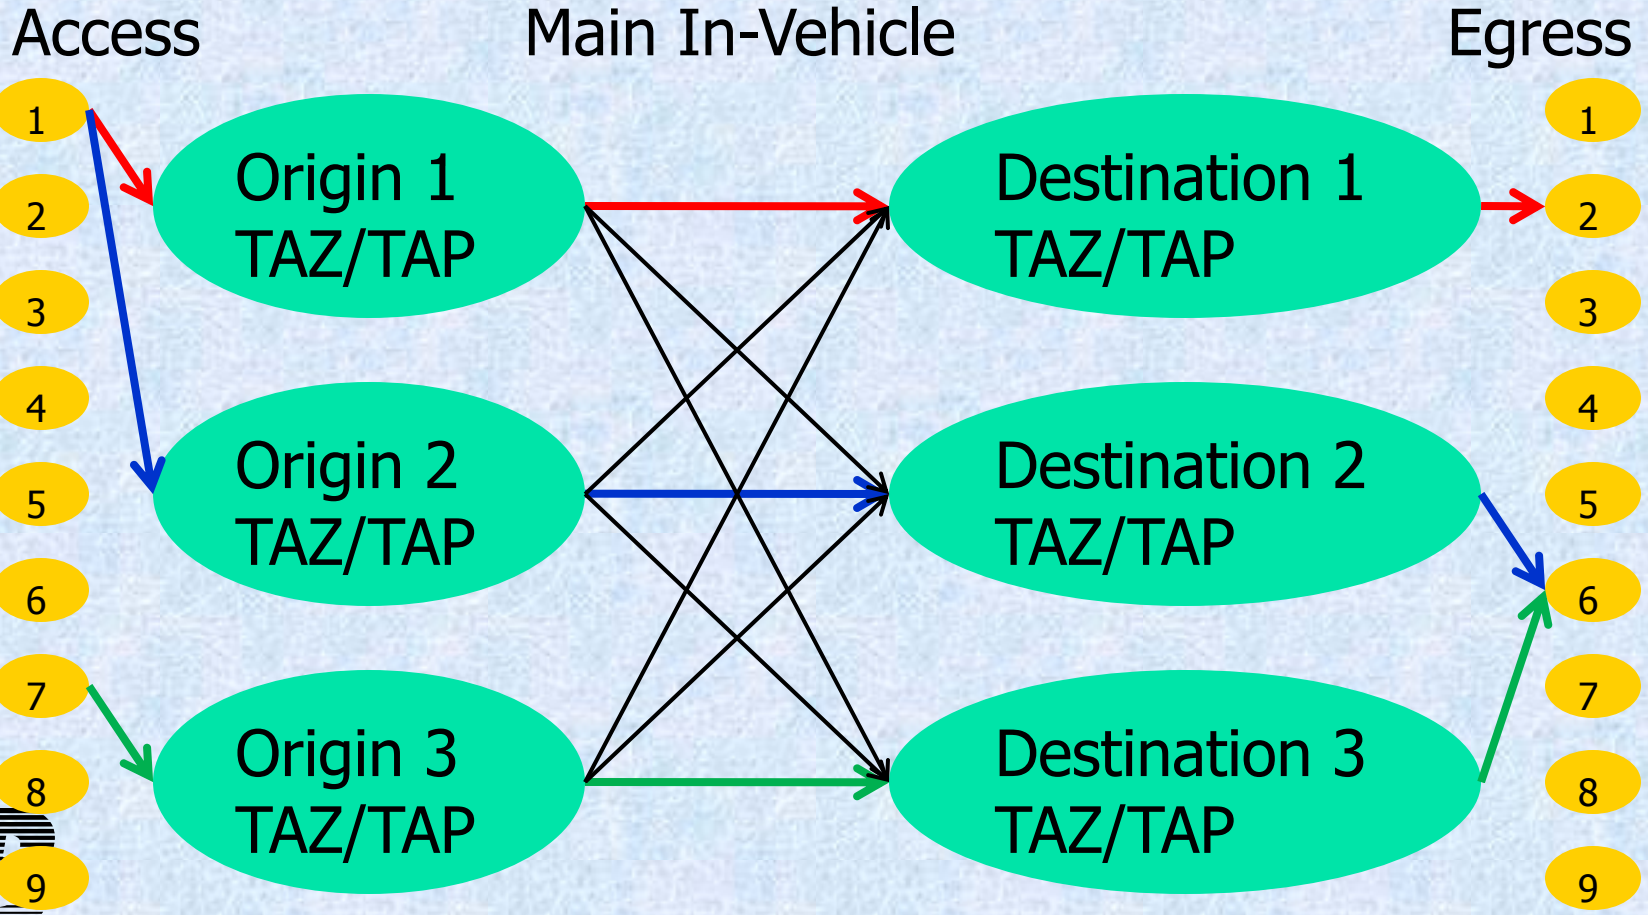 Access
Main In-Vehicle
Egress
1
2
3
4
5
6
7
8
9
Origin 1
TAZ/TAP
Origin 2
TAZ/TAP
Origin 3
TAZ/TAP
Destination 1
TAZ/TAP
Destination 2
TAZ/TAP
Destination 3
TAZ/TAP
1
2
3
4
5
6
7
8
9